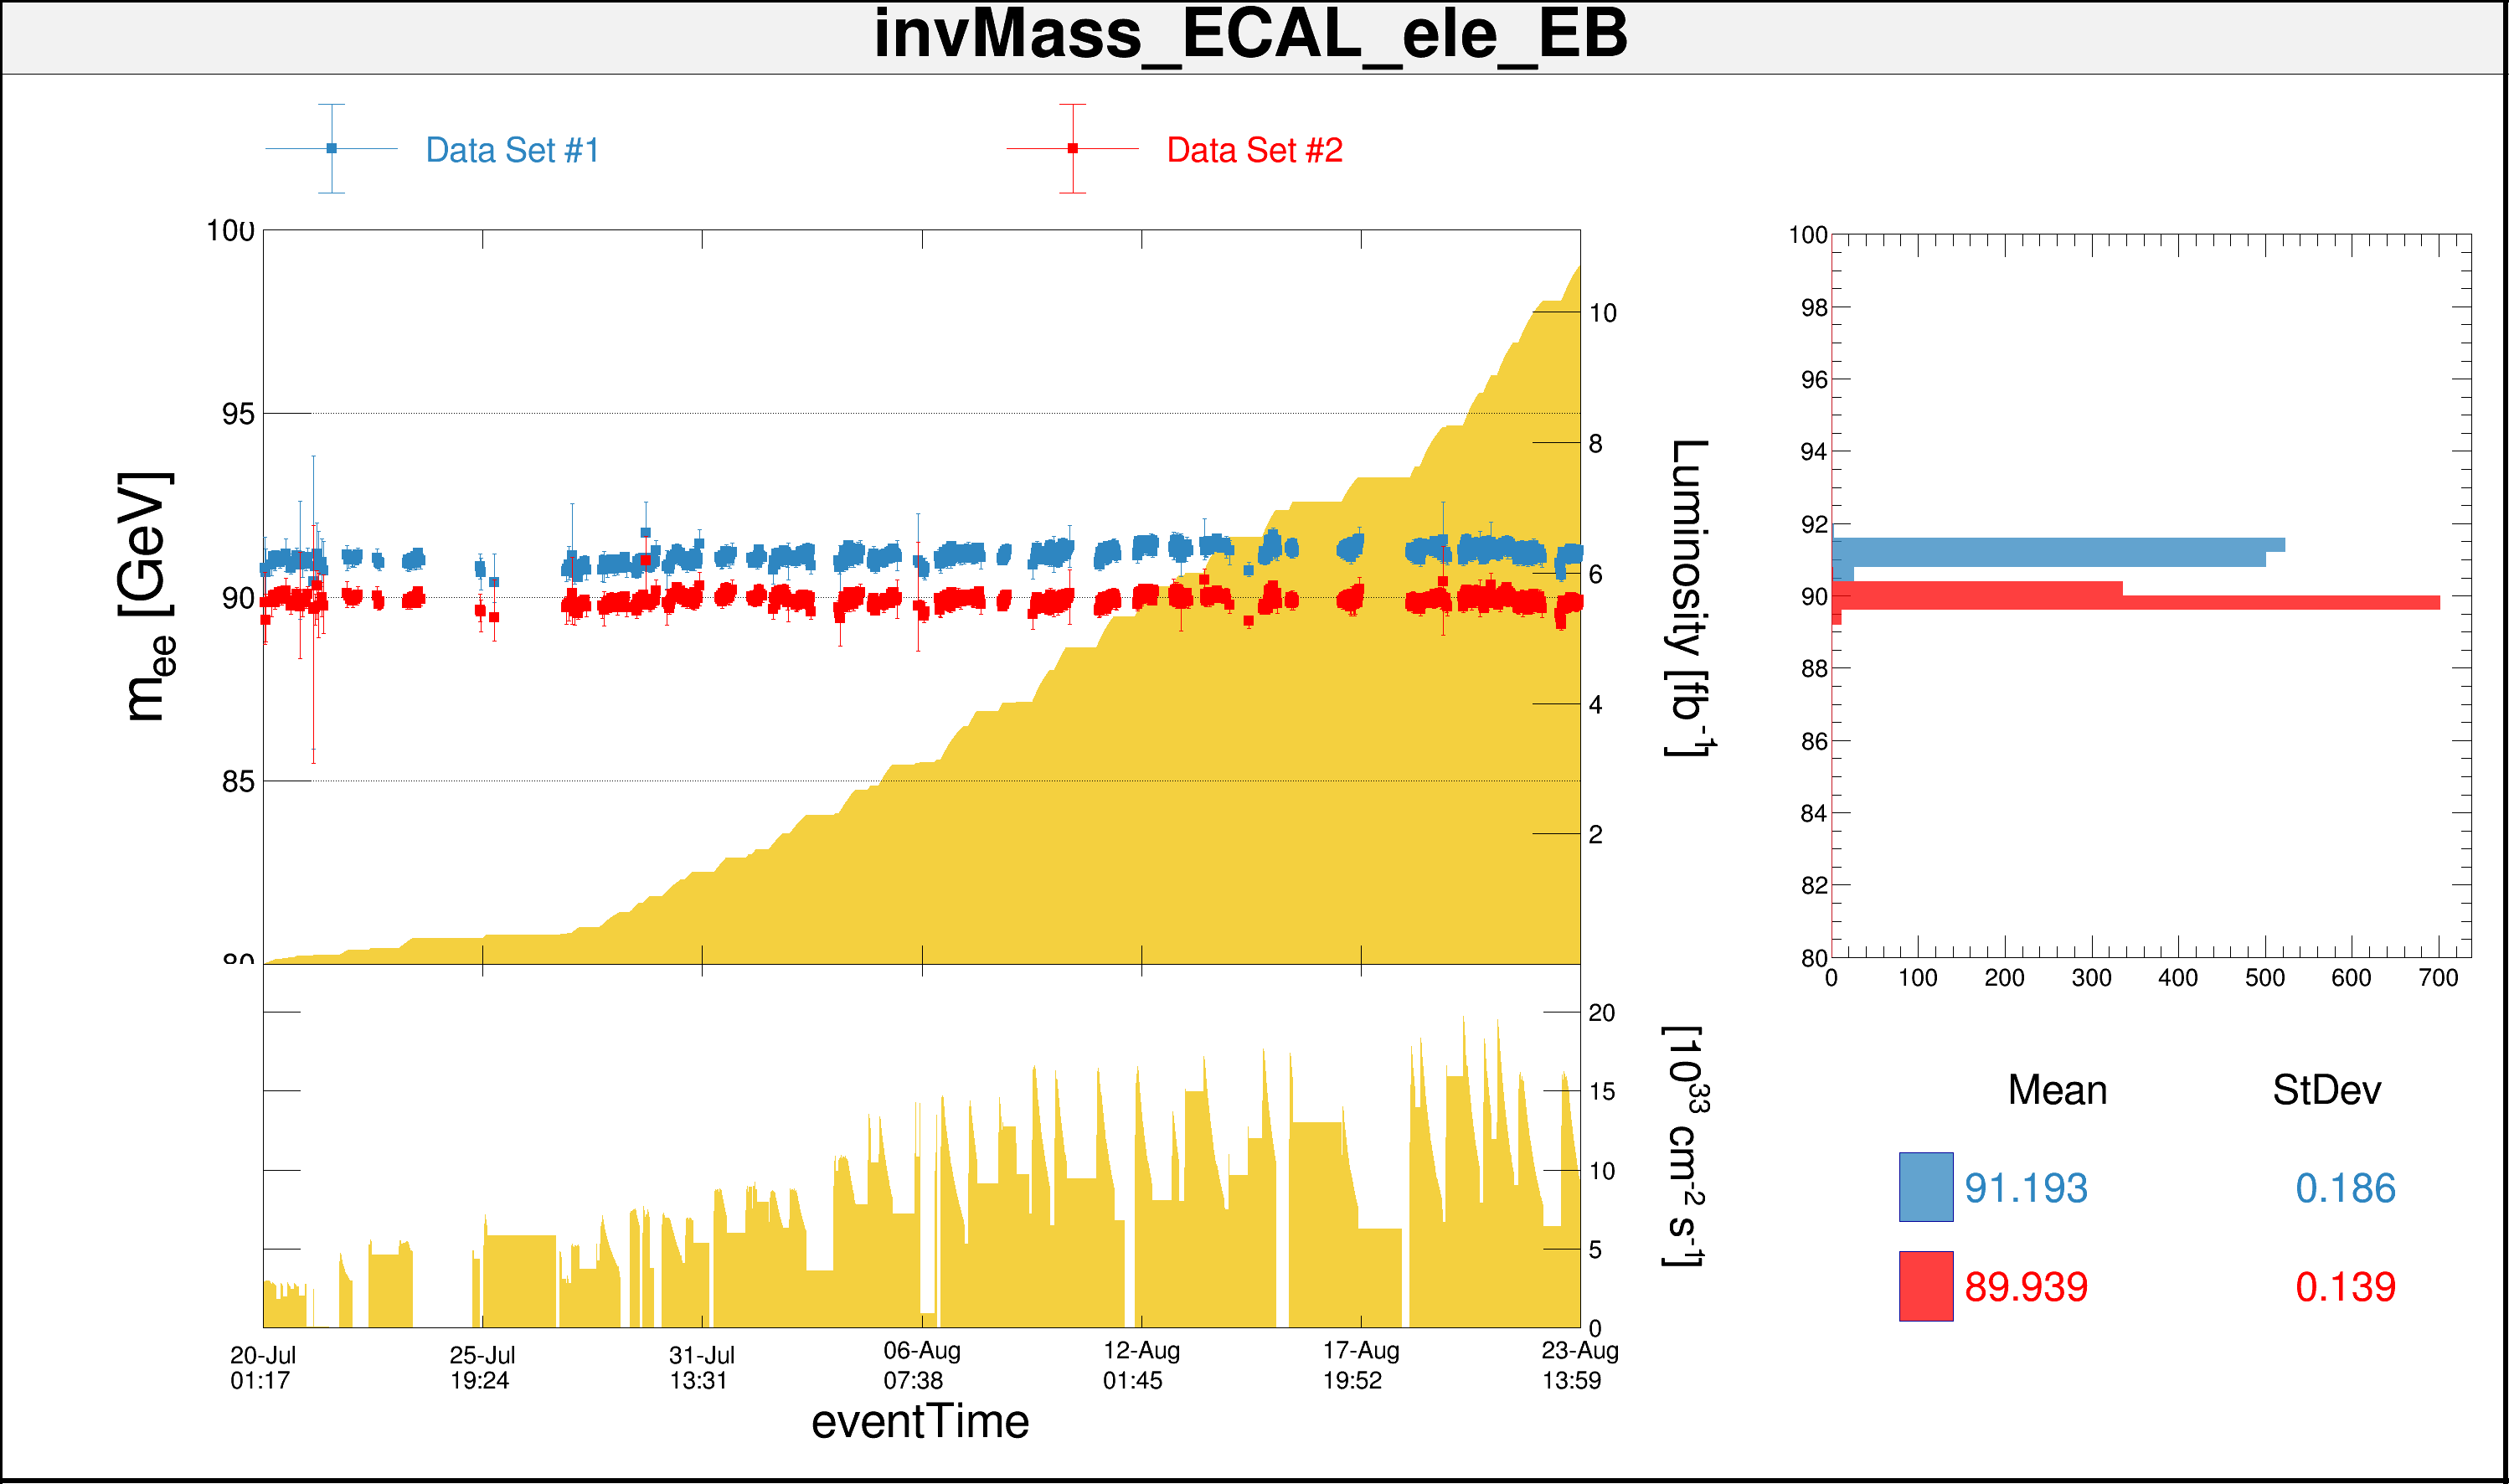 invMass_ECAL_ele_EB
Data Set #1
Data Set #2
100
95
90
85
80
m_ee [GeV]
10
8
6
4
2
Luminosity [fb⁻¹]
20
15
10
5
0
[10³³ cm⁻² s⁻¹]
20-Jul 25-Jul 31-Jul 06-Aug 12-Aug 17-Aug 23-Aug
01:17 19:24 13:31 07:38 01:45 19:52 13:59
eventTime
100
98
96
94
92
90
88
86
84
82
80
0 100 200 300 400 500 600 700
Mean StDev
91.193 0.186
89.939 0.139